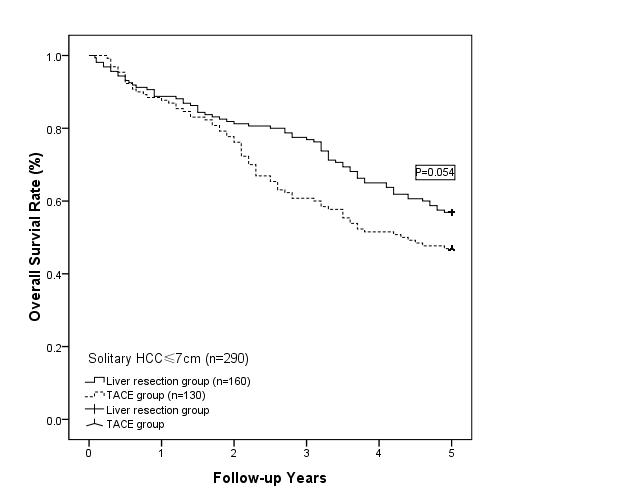 1.0
0.8
0.6
0.4
0.2
0.0
Overall Survial Rate (%)
P=0.054
Solitary HCC≤7cm (n=290)
Liver resection group (n=160)
TACE group (n=130)
Liver resection group
TACE group
0 1 2 3 4 5
Follow-up Years